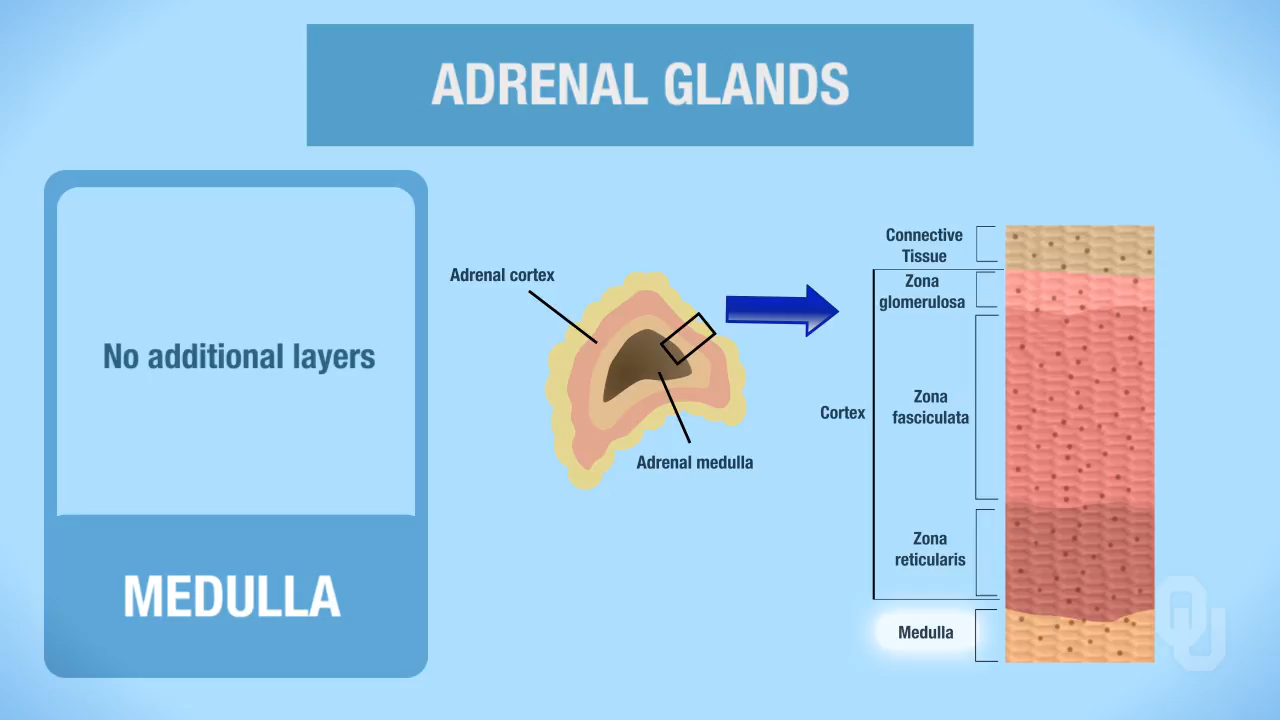 ADRENAL GLANDS
No additional layers
MEDULLA
Adrenal cortex
Adrenal medulla
Connective
Tissue
Zona
glomerulosa
Zona
fasciculata
Cortex
Zona
reticularis
Medulla
OU